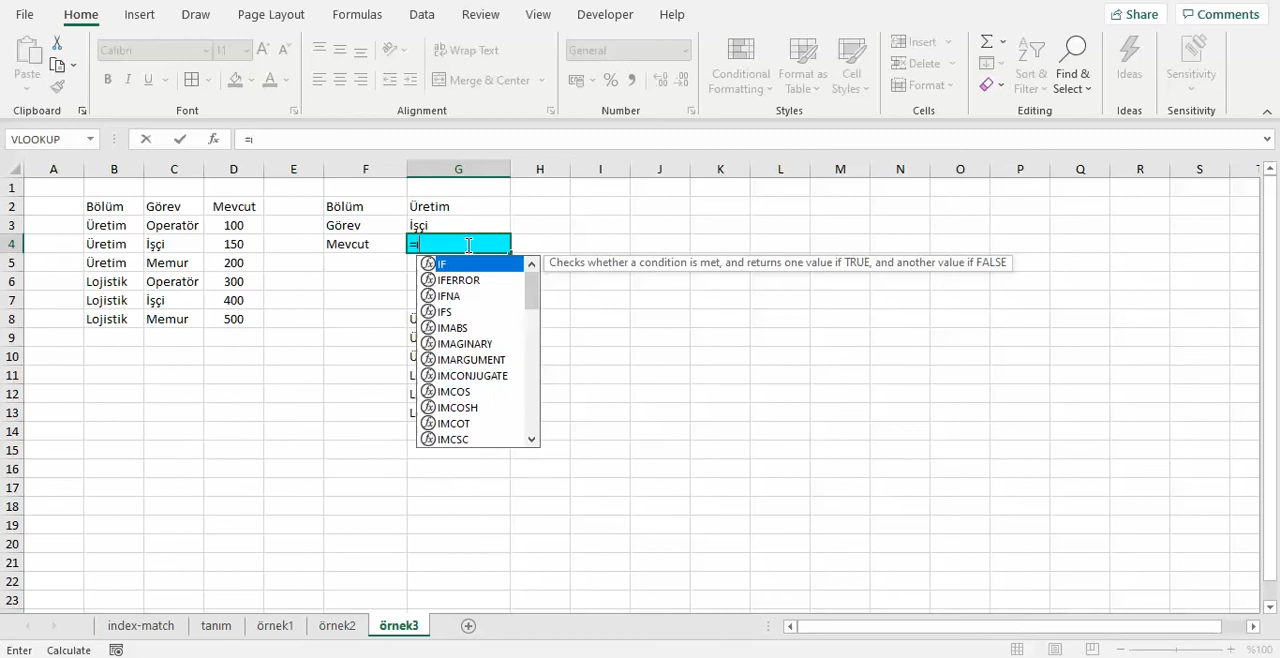 File Home Insert Draw Page Layout Formulas Data Review View Developer Help Share Comments
Calibri 11 A A Wrap Text General Insert Σ
Paste B I U A Merge & Center % Conditional Formatting Format as Table Cell Styles Delete Format Sort & Filter Find & Select Ideas Sensitivity
Clipboard Font Alignment Number Styles Cells Editing Ideas Sensitivity
VLOOKUP fx =ı
A B C D E F G H I J K L M N O P Q R S
1
2 Bölüm Görev Mevcut Bölüm Üretim
3 Üretim Operatör 100 Görev İşçi
4 Üretim İşçi 150 Mevcut =ı
5 Üretim Memur 200 IF Checks whether a condition is met, and returns one value if TRUE, and another value if FALSE
6 Lojistik Operatör 300 IFERROR
IFNA
7 Lojistik İşçi 400 IFS
8 Lojistik Memur 500 IMABS
9 IMAGINARY
10 IMARGUMENT
11 IMCONJUGATE
12 IMCOS
13 IMCOSH
14 IMCOT
15 IMCSC
16
17
18
19
20
21
22
23
index-match tanım örnek1 örnek2 örnek3
Enter Calculate %100